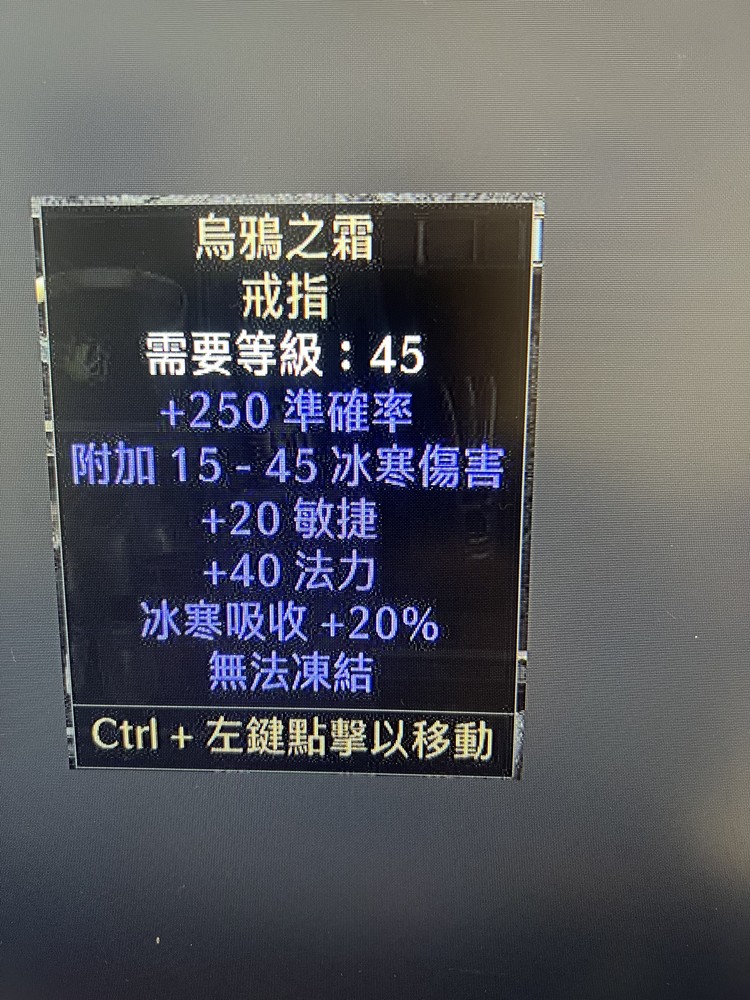 烏鴉之霜
戒指
需要等級：45
+250 準確率
附加 15 - 45 冰寒傷害
+20 敏捷
+40 法力
冰寒吸收 +20%
無法凍結
Ctrl + 左鍵點擊以移動